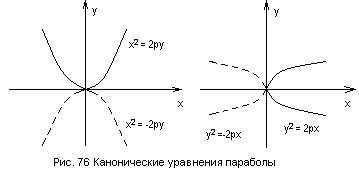 y
x² = 2py
x
x² = -2py
y
x
y² =-2px
y² = 2px
Рис. 76 Канонические уравнения параболы